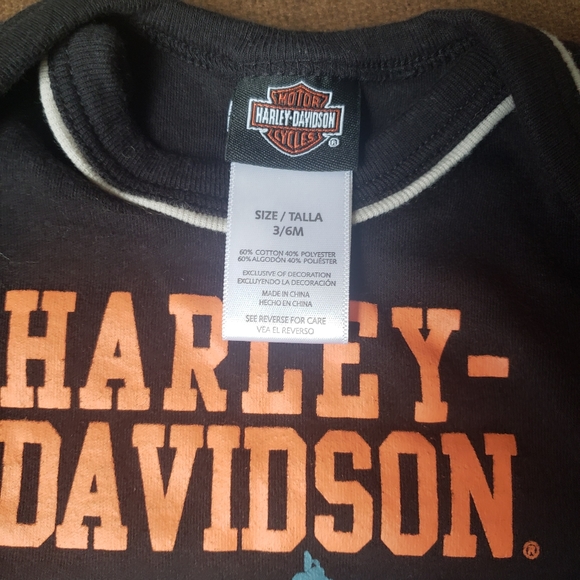 MOTOR
HARLEY-DAVIDSON
CYCLES
®
SIZE / TALLA
3/6M
60% COTTON 40% POLYESTER
60% ALGODÓN 40% POLIÉSTER
EXCLUSIVE OF DECORATION
EXCLUYENDO LA DECORACIÓN
MADE IN CHINA
HECHO EN CHINA
SEE REVERSE FOR CARE
VEA EL REVERSO
HARLEY-
DAVIDSON®